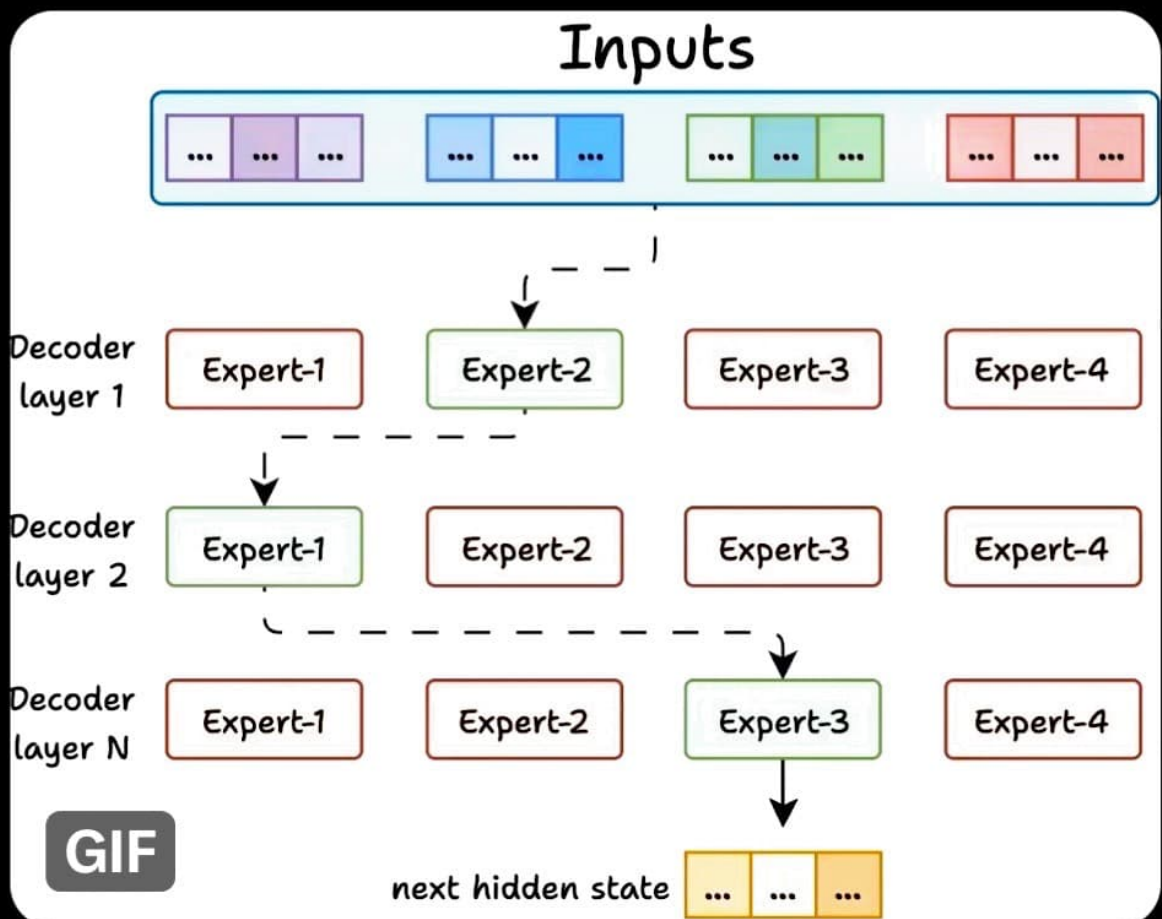 Inputs
... ... ... ... ... ... ... ... ... ... ... ...
Decoder
layer 1
Expert-1 Expert-2 Expert-3 Expert-4
Decoder
layer 2
Expert-1 Expert-2 Expert-3 Expert-4
Decoder
layer N
Expert-1 Expert-2 Expert-3 Expert-4
GIF
next hidden state ... ... ...